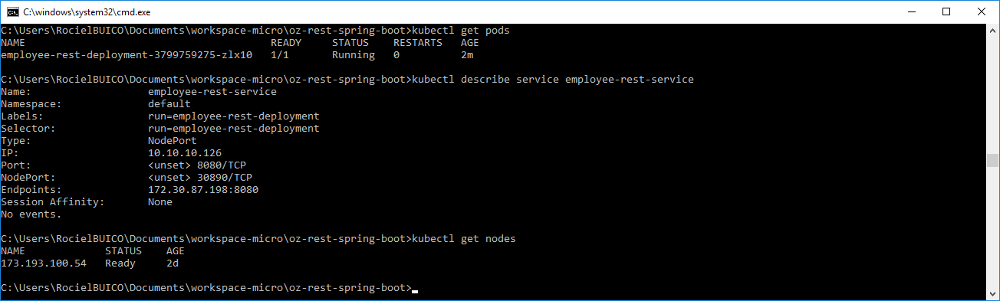 C:\windows\system32\cmd.exe
C:\Users\RocielBUICO\Documents\workspace-micro\oz-rest-spring-boot>kubectl get pods
NAME                                        READY     STATUS    RESTARTS   AGE
employee-rest-deployment-3799759275-zlx10   1/1       Running   0          2m
C:\Users\RocielBUICO\Documents\workspace-micro\oz-rest-spring-boot>kubectl describe service employee-rest-service
Name:                   employee-rest-service
Namespace:              default
Labels:                 run=employee-rest-deployment
Selector:               run=employee-rest-deployment
Type:                   NodePort
IP:                     10.10.10.126
Port:                   <unset> 8080/TCP
NodePort:               <unset> 30890/TCP
Endpoints:              172.30.87.198:8080
Session Affinity:       None
No events.
C:\Users\RocielBUICO\Documents\workspace-micro\oz-rest-spring-boot>kubectl get nodes
NAME             STATUS    AGE
173.193.100.54   Ready     2d
C:\Users\RocielBUICO\Documents\workspace-micro\oz-rest-spring-boot>